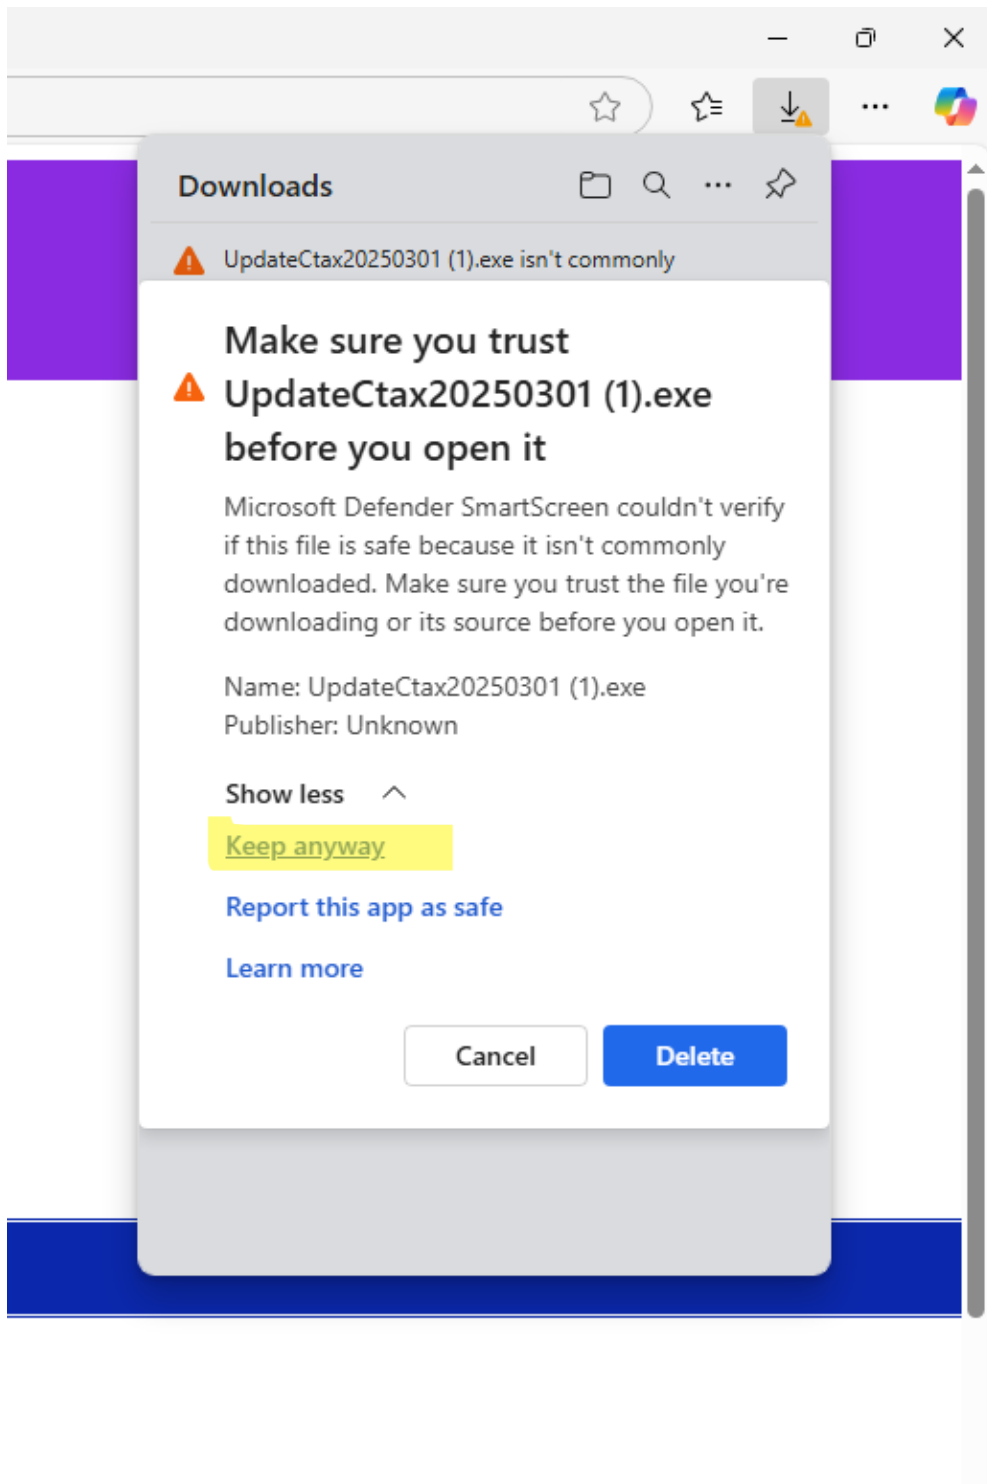 Downloads
UpdateCtax20250301 (1).exe isn't commonly
Make sure you trust
UpdateCtax20250301 (1).exe
before you open it
Microsoft Defender SmartScreen couldn't verify
if this file is safe because it isn't commonly
downloaded. Make sure you trust the file you're
downloading or its source before you open it.
Name: UpdateCtax20250301 (1).exe
Publisher: Unknown
Show less
Keep anyway
Report this app as safe
Learn more
Cancel
Delete